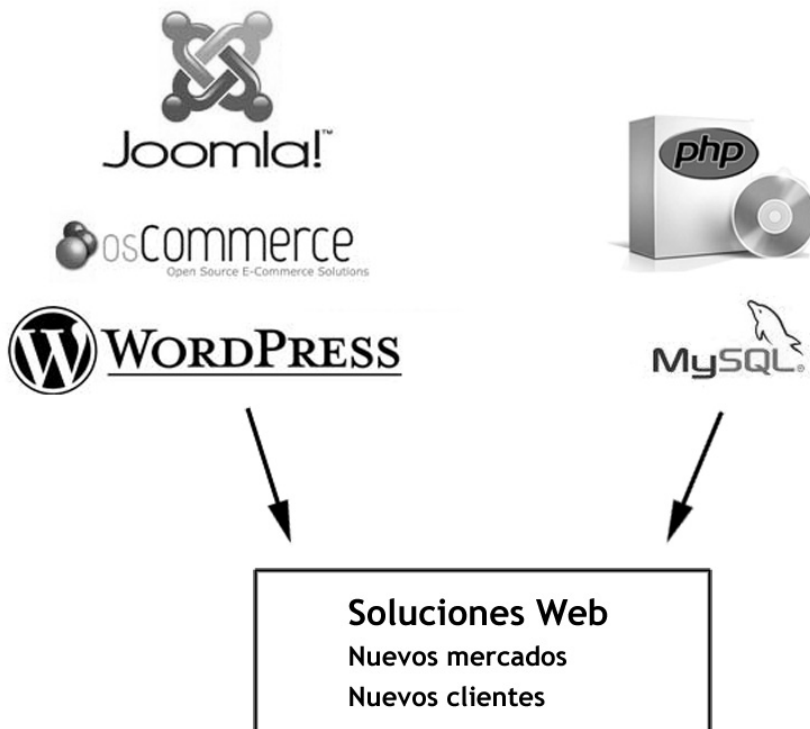 Joomla!™
osCommerce
Open Source E-Commerce Solutions
WORDPRESS
php
MySQL®
Soluciones Web
Nuevos mercados
Nuevos clientes